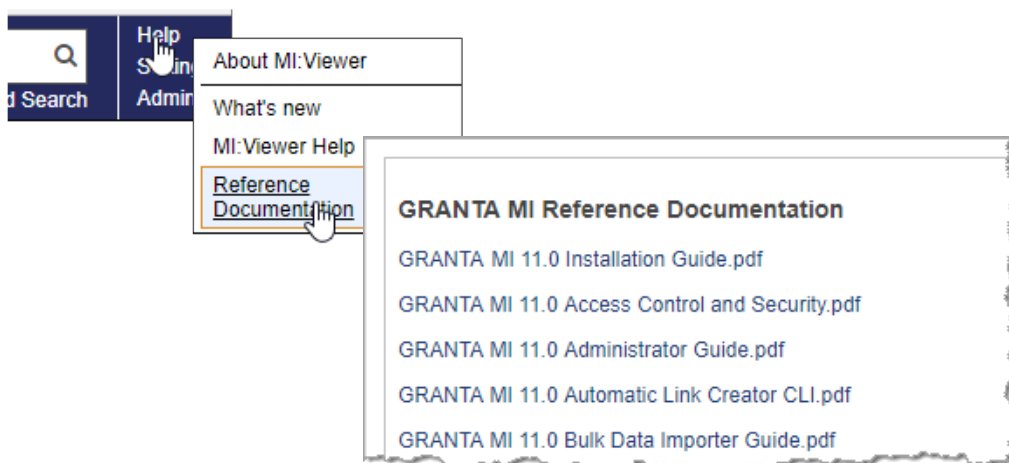 Help
d Search
Admin
About MI:Viewer
What's new
MI:Viewer Help
Reference
Documentation
GRANTA MI Reference Documentation
GRANTA MI 11.0 Installation Guide.pdf
GRANTA MI 11.0 Access Control and Security.pdf
GRANTA MI 11.0 Administrator Guide.pdf
GRANTA MI 11.0 Automatic Link Creator CLI.pdf
GRANTA MI 11.0 Bulk Data Importer Guide.pdf